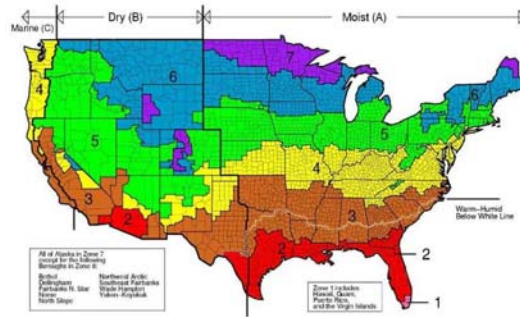 Marine (C)
Dry (B)
Moist (A)
7
6
6
4
5
5
4
3
3
2
2
Warm-Humid
Below White Line
2
1
All of Alaska in Zone 7
except for the following
Boroughs in Zone 8:
Bethel Northwest Arctic
Dellingham Southeast Fairbanks
Fairbanks N. Star Wade Hampton
Nome Yukon-Koyukuk
North Slope
Zone 1 includes
Hawaii, Guam,
Puerto Rico,
and the Virgin Islands